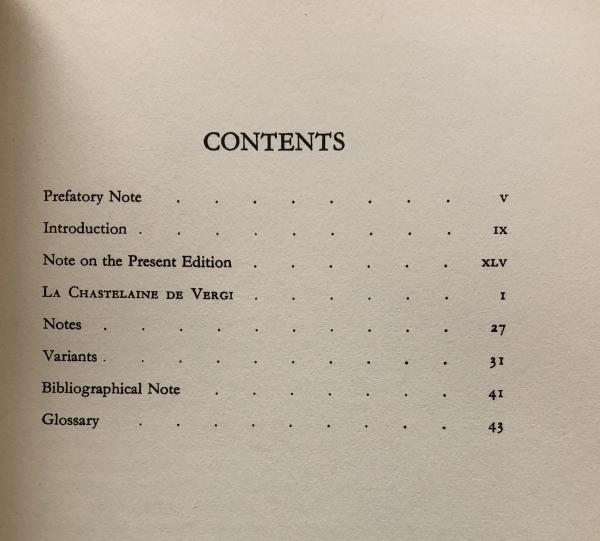 CONTENTS
Prefatory Note . . . . . . . . V
Introduction . . . . . . . . . IX
Note on the Present Edition . . . . . . XLV
LA CHASTELAINE DE VERGI . . . . . . I
Notes . . . . . . . . . . 27
Variants . . . . . . . . . . 31
Bibliographical Note . . . . . . . 41
Glossary . . . . . . . . . 43